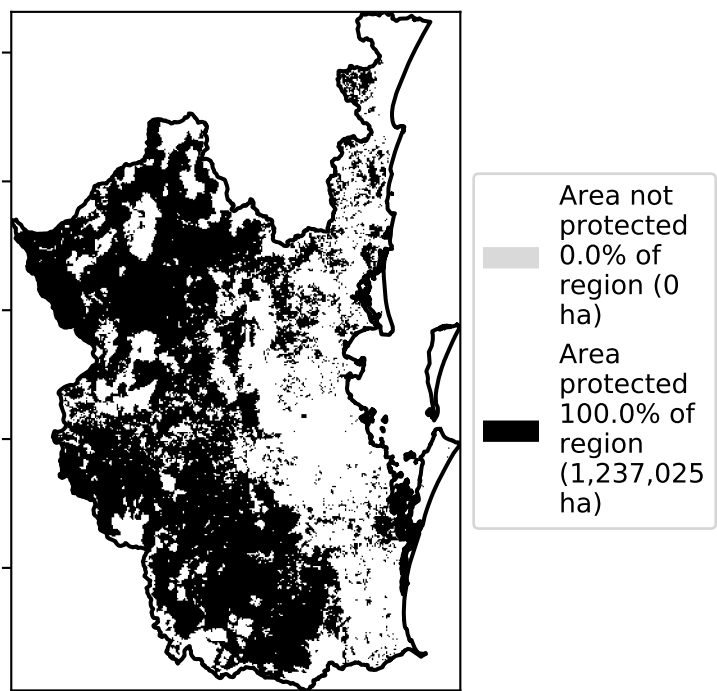 Area not
protected
0.0% of
region (0
ha)
Area
protected
100.0% of
region
(1,237,025
ha)